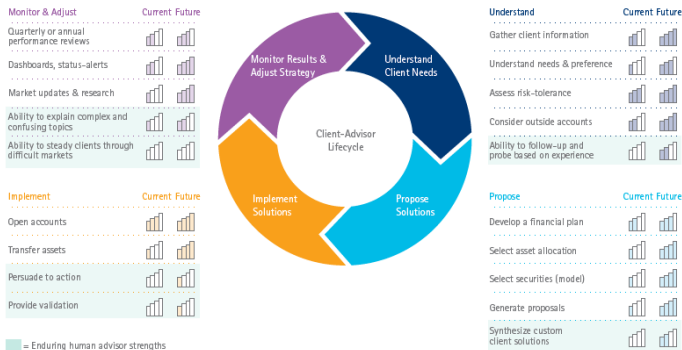 Monitor & Adjust Current Future
Quarterly or annual
performance reviews
Dashboards, status-alerts
Market updates & research
Ability to explain complex and
confusing topics
Ability to steady clients through
difficult markets
Implement Current Future
Open accounts
Transfer assets
Persuade to action
Provide validation
= Enduring human advisor strengths
Monitor Results &
Adjust Strategy
Understand
Client Needs
Client-Advisor
Lifecycle
Implement
Solutions
Propose
Solutions
Understand Current Future
Gather client information
Understand needs & preference
Assess risk-tolerance
Consider outside accounts
Ability to follow-up and
probe based on experience
Propose Current Future
Develop a financial plan
Select asset allocation
Select securities (model)
Generate proposals
Synthesize custom
client solutions